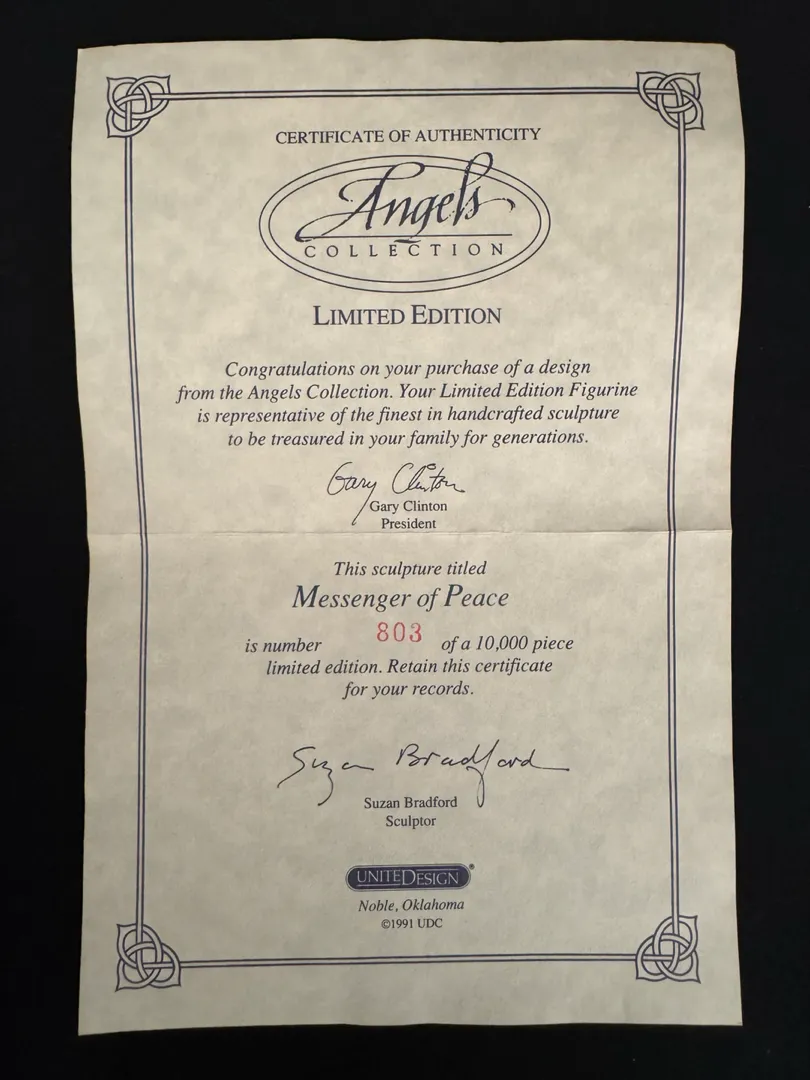 CERTIFICATE OF AUTHENTICITY
Angels
COLLECTION
LIMITED EDITION
Congratulations on your purchase of a design
from the Angels Collection. Your Limited Edition Figurine
is representative of the finest in handcrafted sculpture
to be treasured in your family for generations.
Gary Clinton
Gary Clinton
President
This sculpture titled
Messenger of Peace
is number 803 of a 10,000 piece
limited edition. Retain this certificate
for your records.
Suzan Bradford
Suzan Bradford
Sculptor
UNITEDESIGN®
Noble, Oklahoma
©1991 UDC